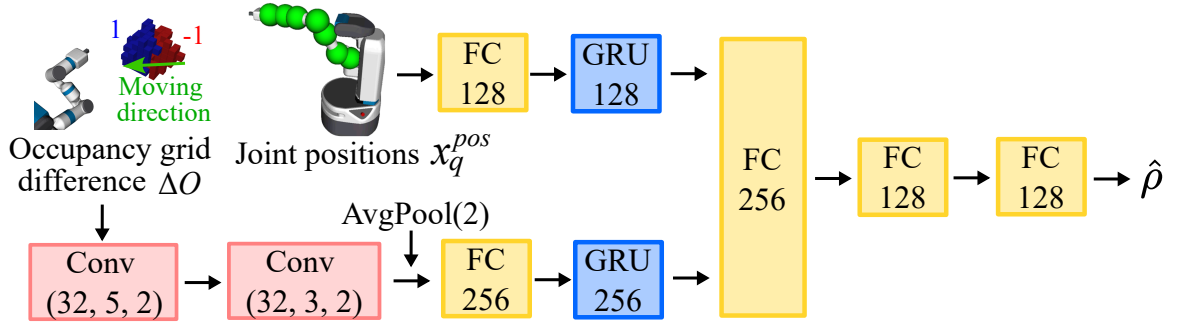 1
-1
Moving
direction
Occupancy grid
difference ΔO
Joint positions x_q^{pos}
FC
128
GRU
128
FC
256
FC
128
FC
128
ρ̂
AvgPool(2)
Conv
(32, 5, 2)
Conv
(32, 3, 2)
FC
256
GRU
256